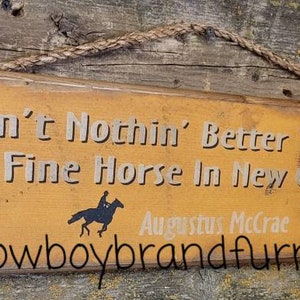 n't Nothin' Better
Fine Horse In New
Augustus McCrae
owboybrandfurn